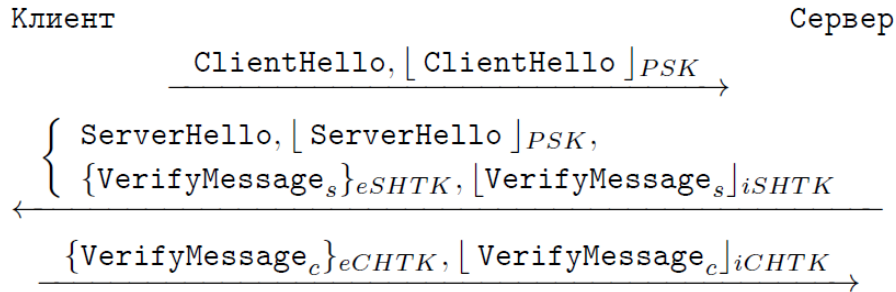 Клиент Сервер
ClientHello, ⌊ ClientHello ⌋PSK
ServerHello, ⌊ ServerHello ⌋PSK,
{VerifyMessages}eSHTK, ⌊VerifyMessages⌋iSHTK
{VerifyMessagec}eCHTK, ⌊ VerifyMessagec⌋iCHTK